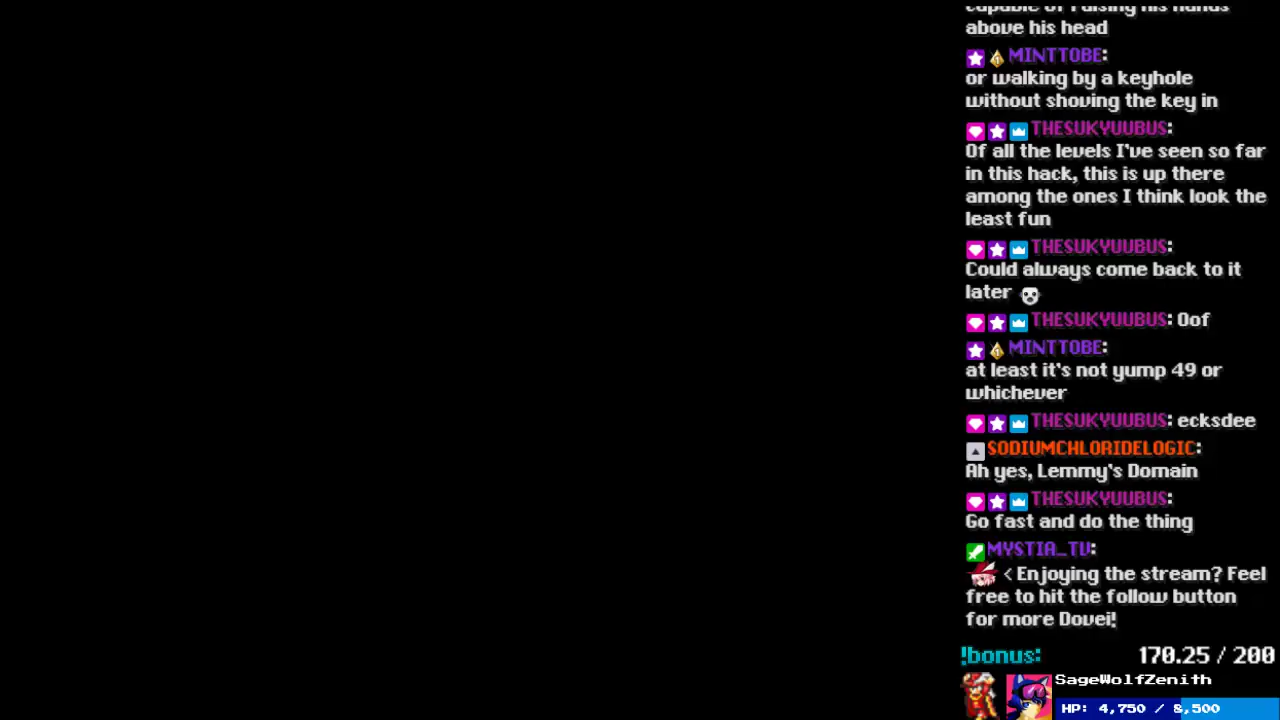 capable of raising his hands
above his head
MINTTOBE:
or walking by a keyhole
without shoving the key in
THESUKYUUBUS:
Of all the levels I've seen so far
in this hack, this is up there
among the ones I think look the
least fun
THESUKYUUBUS:
Could always come back to it
later
THESUKYUUBUS: Oof
MINTTOBE:
at least it's not yump 49 or
whichever
THESUKYUUBUS: ecksdee
SODIUMCHLORIDELOGIC:
Ah yes, Lemmy's Domain
THESUKYUUBUS:
Go fast and do the thing
MYSTIA_TV:
< Enjoying the stream? Feel
free to hit the follow button
for more Dovei!
!bonus: 170.25 / 200
SageWolfZenith
HP: 4,750 / 8,500